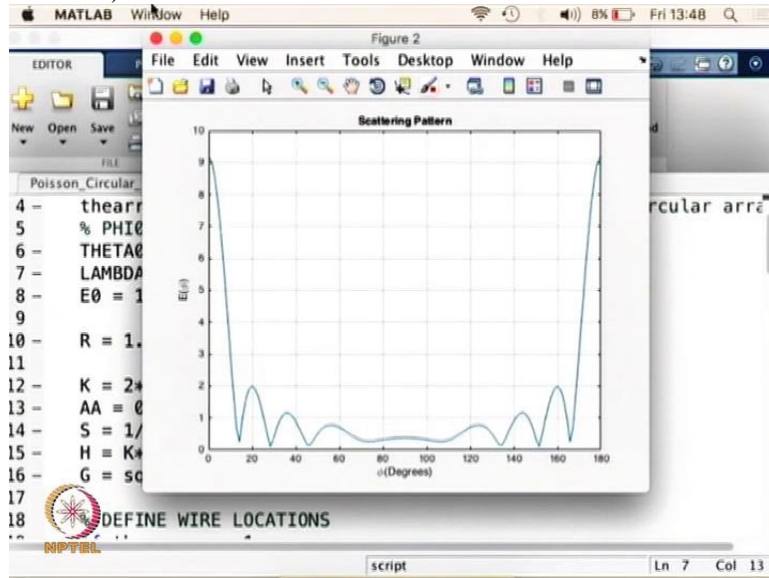 MATLAB Window Help 8% Fri 13:48
Figure 2
EDITOR
File Edit View Insert Tools Desktop Window Help
New Open Save
FILE
Poisson_Circular_
Scattering Pattern
10
9
8
7
6
5
4
3
2
1
0
E(φ)
0 20 40 60 80 100 120 140 160 180
φ(Degrees)
4 thearr rcular arra
5 % PHI0
6 THETA0
7 LAMBDA
8 E0 = 1
9
10 R = 1.
11
12 K = 2*
13 AA = 0
14 S = 1/
15 H = K*
16 G = sq
17
18 % DEFINE WIRE LOCATIONS
NPTEL
script Ln 7 Col 13